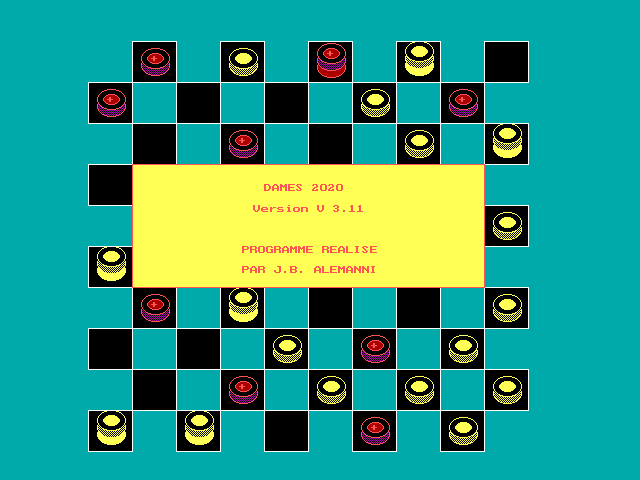 DAMES 2020
Version V 3.11
PROGRAMME REALISE
PAR J.B. ALEMANNI